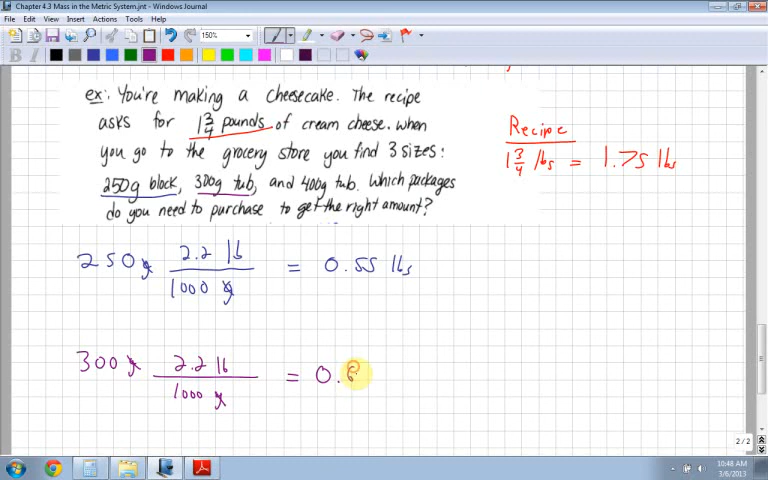 Chapter 4.3 Mass in the Metric System.jnt - Windows Journal
File Edit View Insert Actions Tools Help
150%
ex: You're making a cheesecake. The recipe
asks for 1 3/4 pounds of cream cheese. When
you go to the grocery store you find 3 sizes:
250g block, 300g tub, and 400g tub. Which packages
do you need to purchase to get the right amount?
Recipe
1 3/4 lbs = 1.75 lbs
250g 2.2 lb / 1000 g = 0.55 lbs
300g 2.2 lb / 1000 g = 0.6
2/2
10:48 AM
3/6/2013